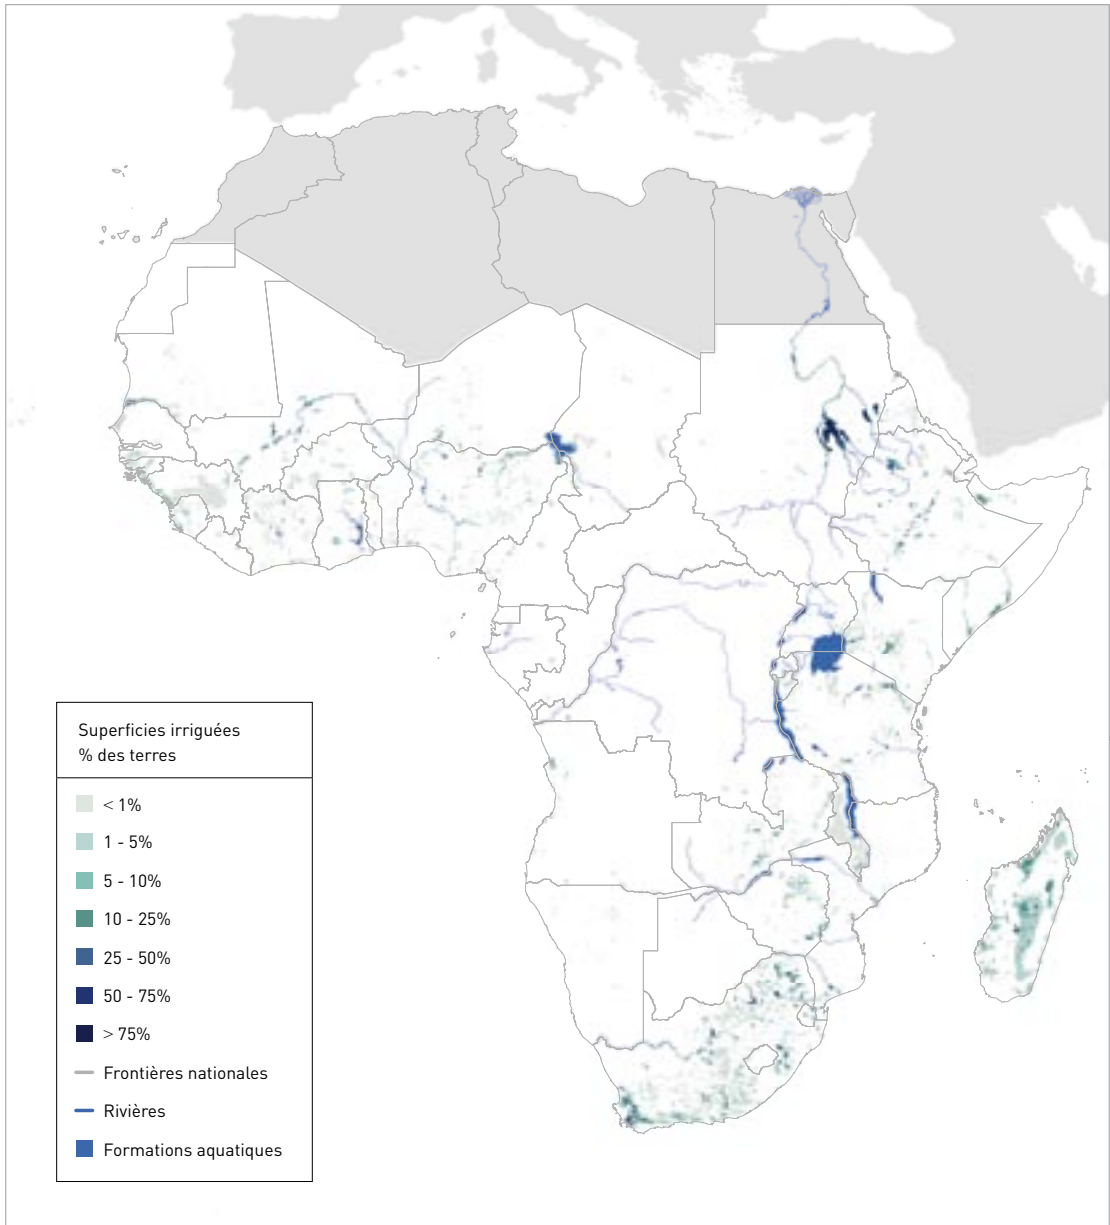 Superficies irriguées
% des terres
< 1%
1 - 5%
5 - 10%
10 - 25%
25 - 50%
50 - 75%
> 75%
Frontières nationales
Rivières
Formations aquatiques